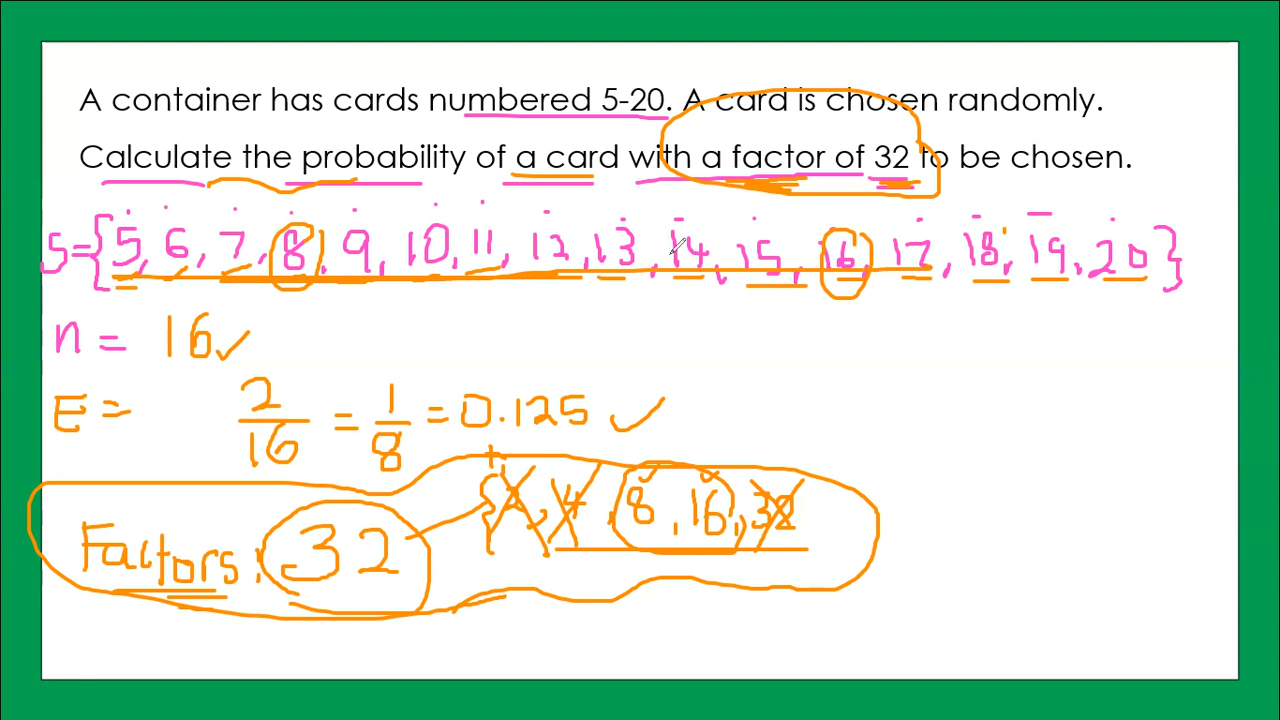 A container has cards numbered 5-20. A card is chosen randomly.
Calculate the probability of a card with a factor of 32 to be chosen.
S={5, 6, 7, 8, 9, 10, 11, 12, 13, 14, 15, 16, 17, 18, 19, 20}
n = 16 ✓
E = 2/16 = 1/8 = 0.125 ✓
Factors: 32 {2, 4, 8, 16, 32